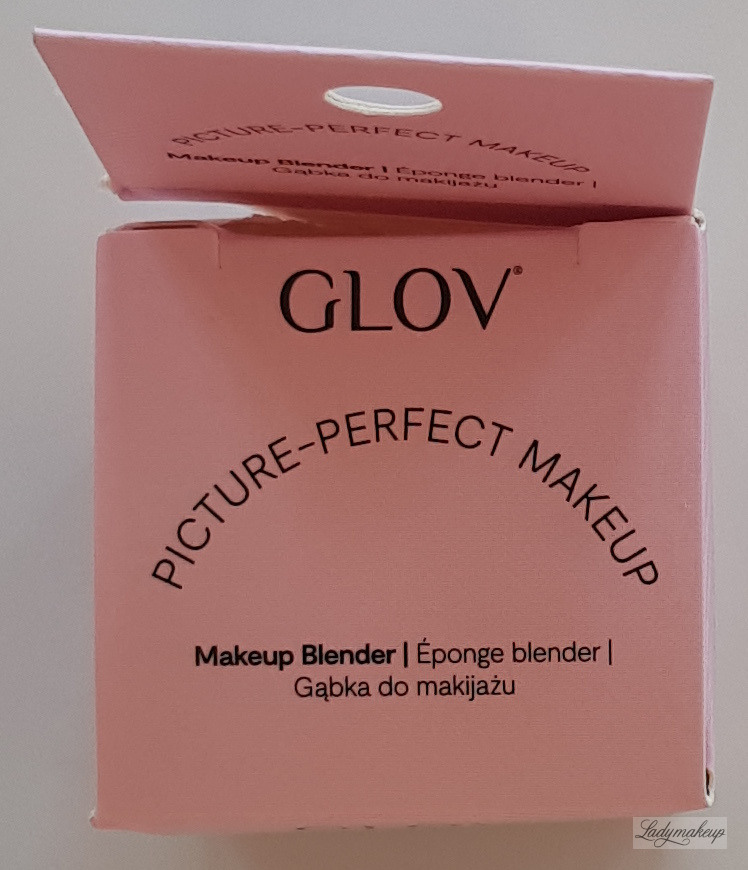 PICTURE-PERFECT MAKEUP
Makeup Blender | Éponge blender |
Gąbka do makijażu
GLOV®
PICTURE-PERFECT MAKEUP
Makeup Blender | Éponge blender |
Gąbka do makijażu
Ladymakeup